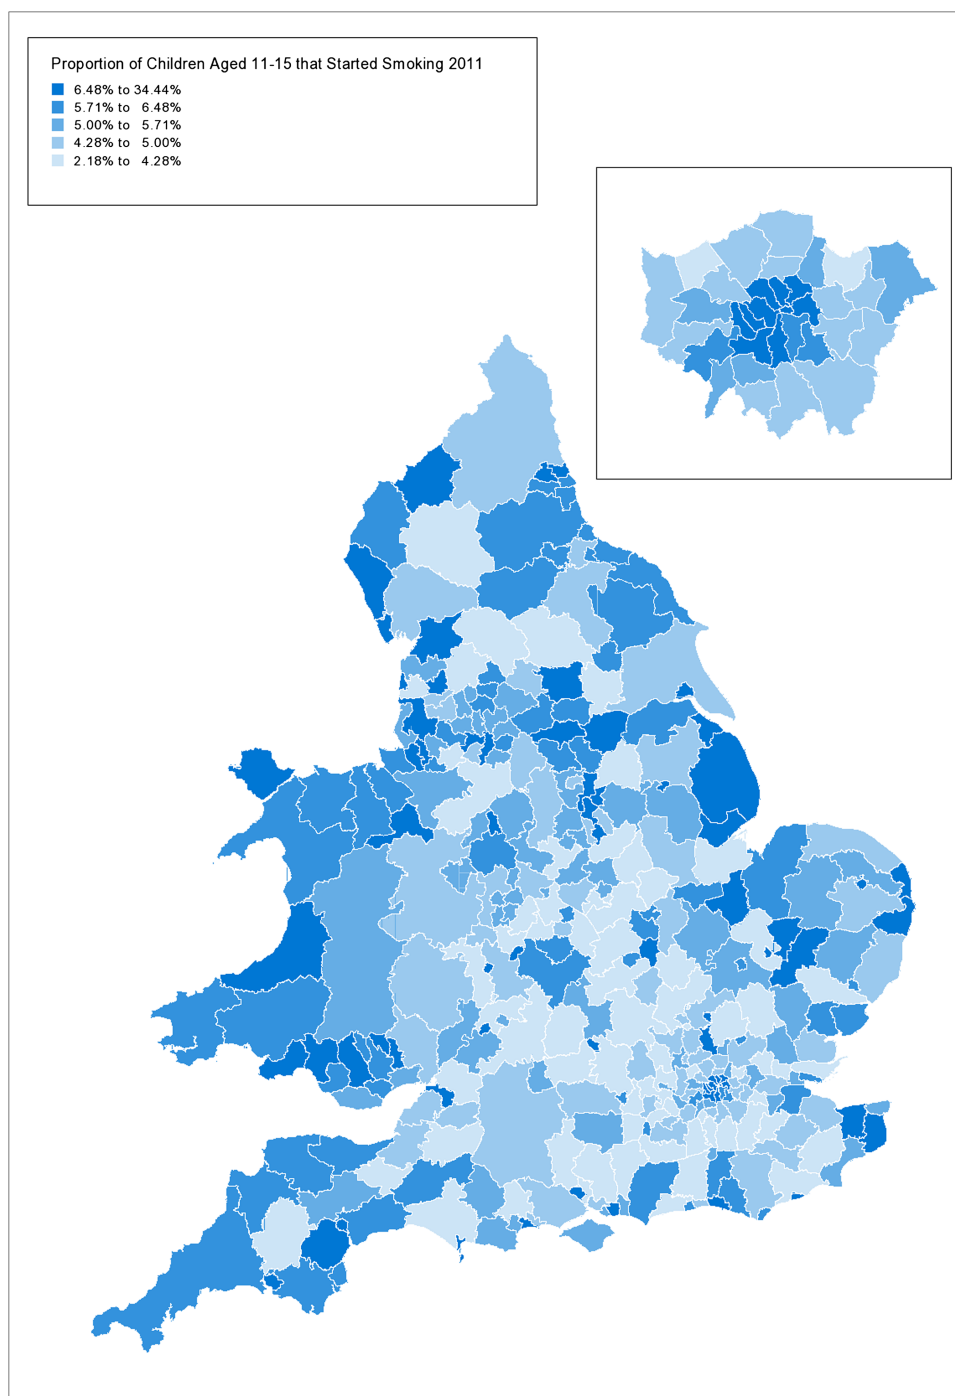 Proportion of Children Aged 11-15 that Started Smoking 2011
6.48% to 34.44%
5.71% to 6.48%
5.00% to 5.71%
4.28% to 5.00%
2.18% to 4.28%